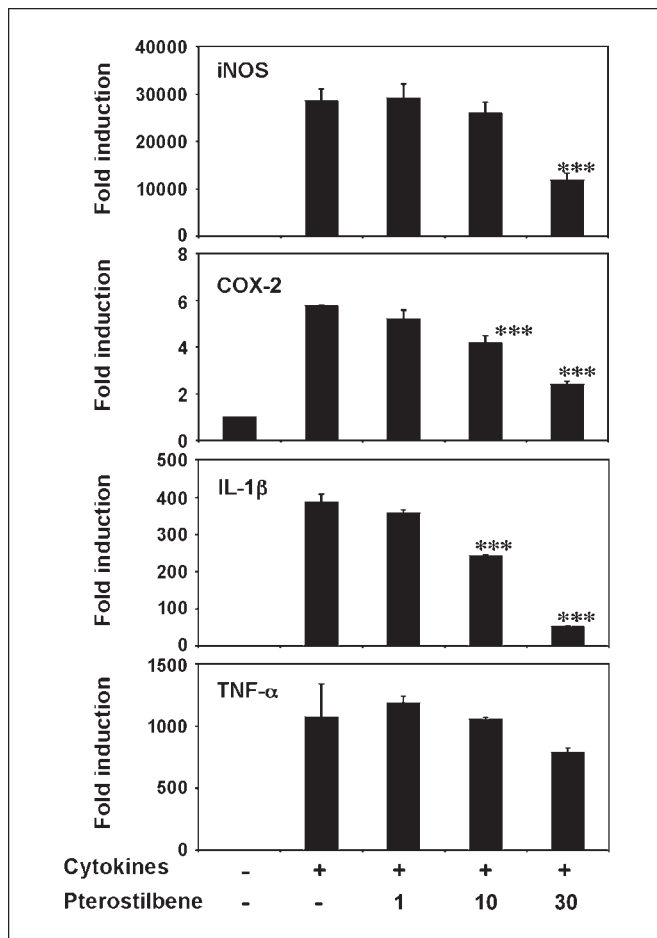 40000
iNOS
30000
20000
10000
0
Fold induction
***
8
COX-2
6
4
2
0
Fold induction
***
***
500
IL-1β
400
300
200
100
0
Fold induction
***
***
1500
TNF-α
1000
500
0
Fold induction
Cytokines - + + + +
Pterostilbene - - 1 10 30